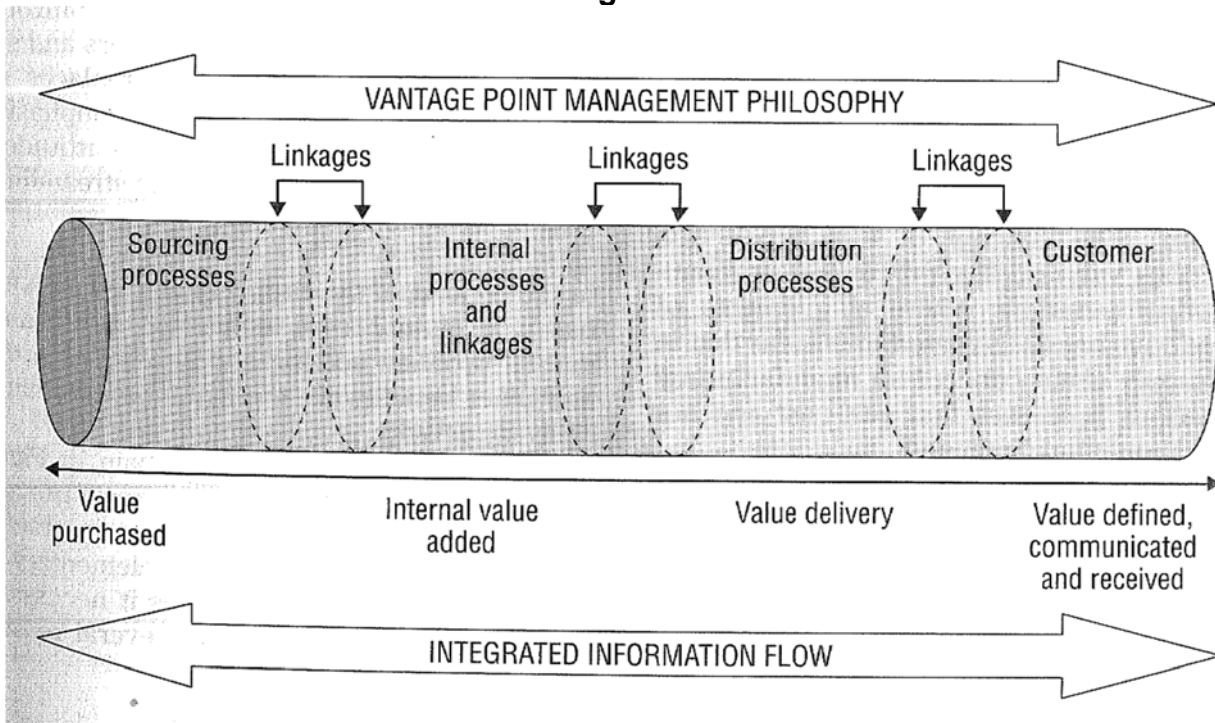 VANTAGE POINT MANAGEMENT PHILOSOPHY
Linkages
Linkages
Linkages
Sourcing
processes
Internal
processes
and
linkages
Distribution
processes
Customer
Value
purchased
Internal value
added
Value delivery
Value defined,
communicated
and received
INTEGRATED INFORMATION FLOW